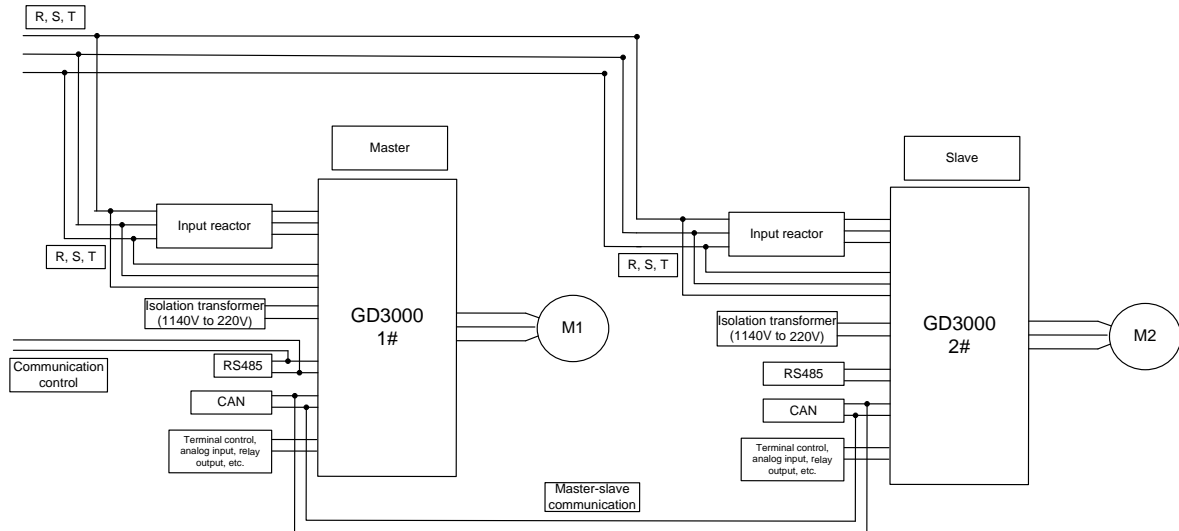 R, S, T
Master
Slave
Input reactor
Input reactor
R, S, T
R, S, T
Isolation transformer
(1140V to 220V)
GD3000
1#
M1
Isolation transformer
(1140V to 220V)
GD3000
2#
M2
Communication
control
RS485
RS485
CAN
CAN
Terminal control,
analog input, relay
output, etc.
Terminal control,
analog input, relay
output, etc.
Master-slave
communication